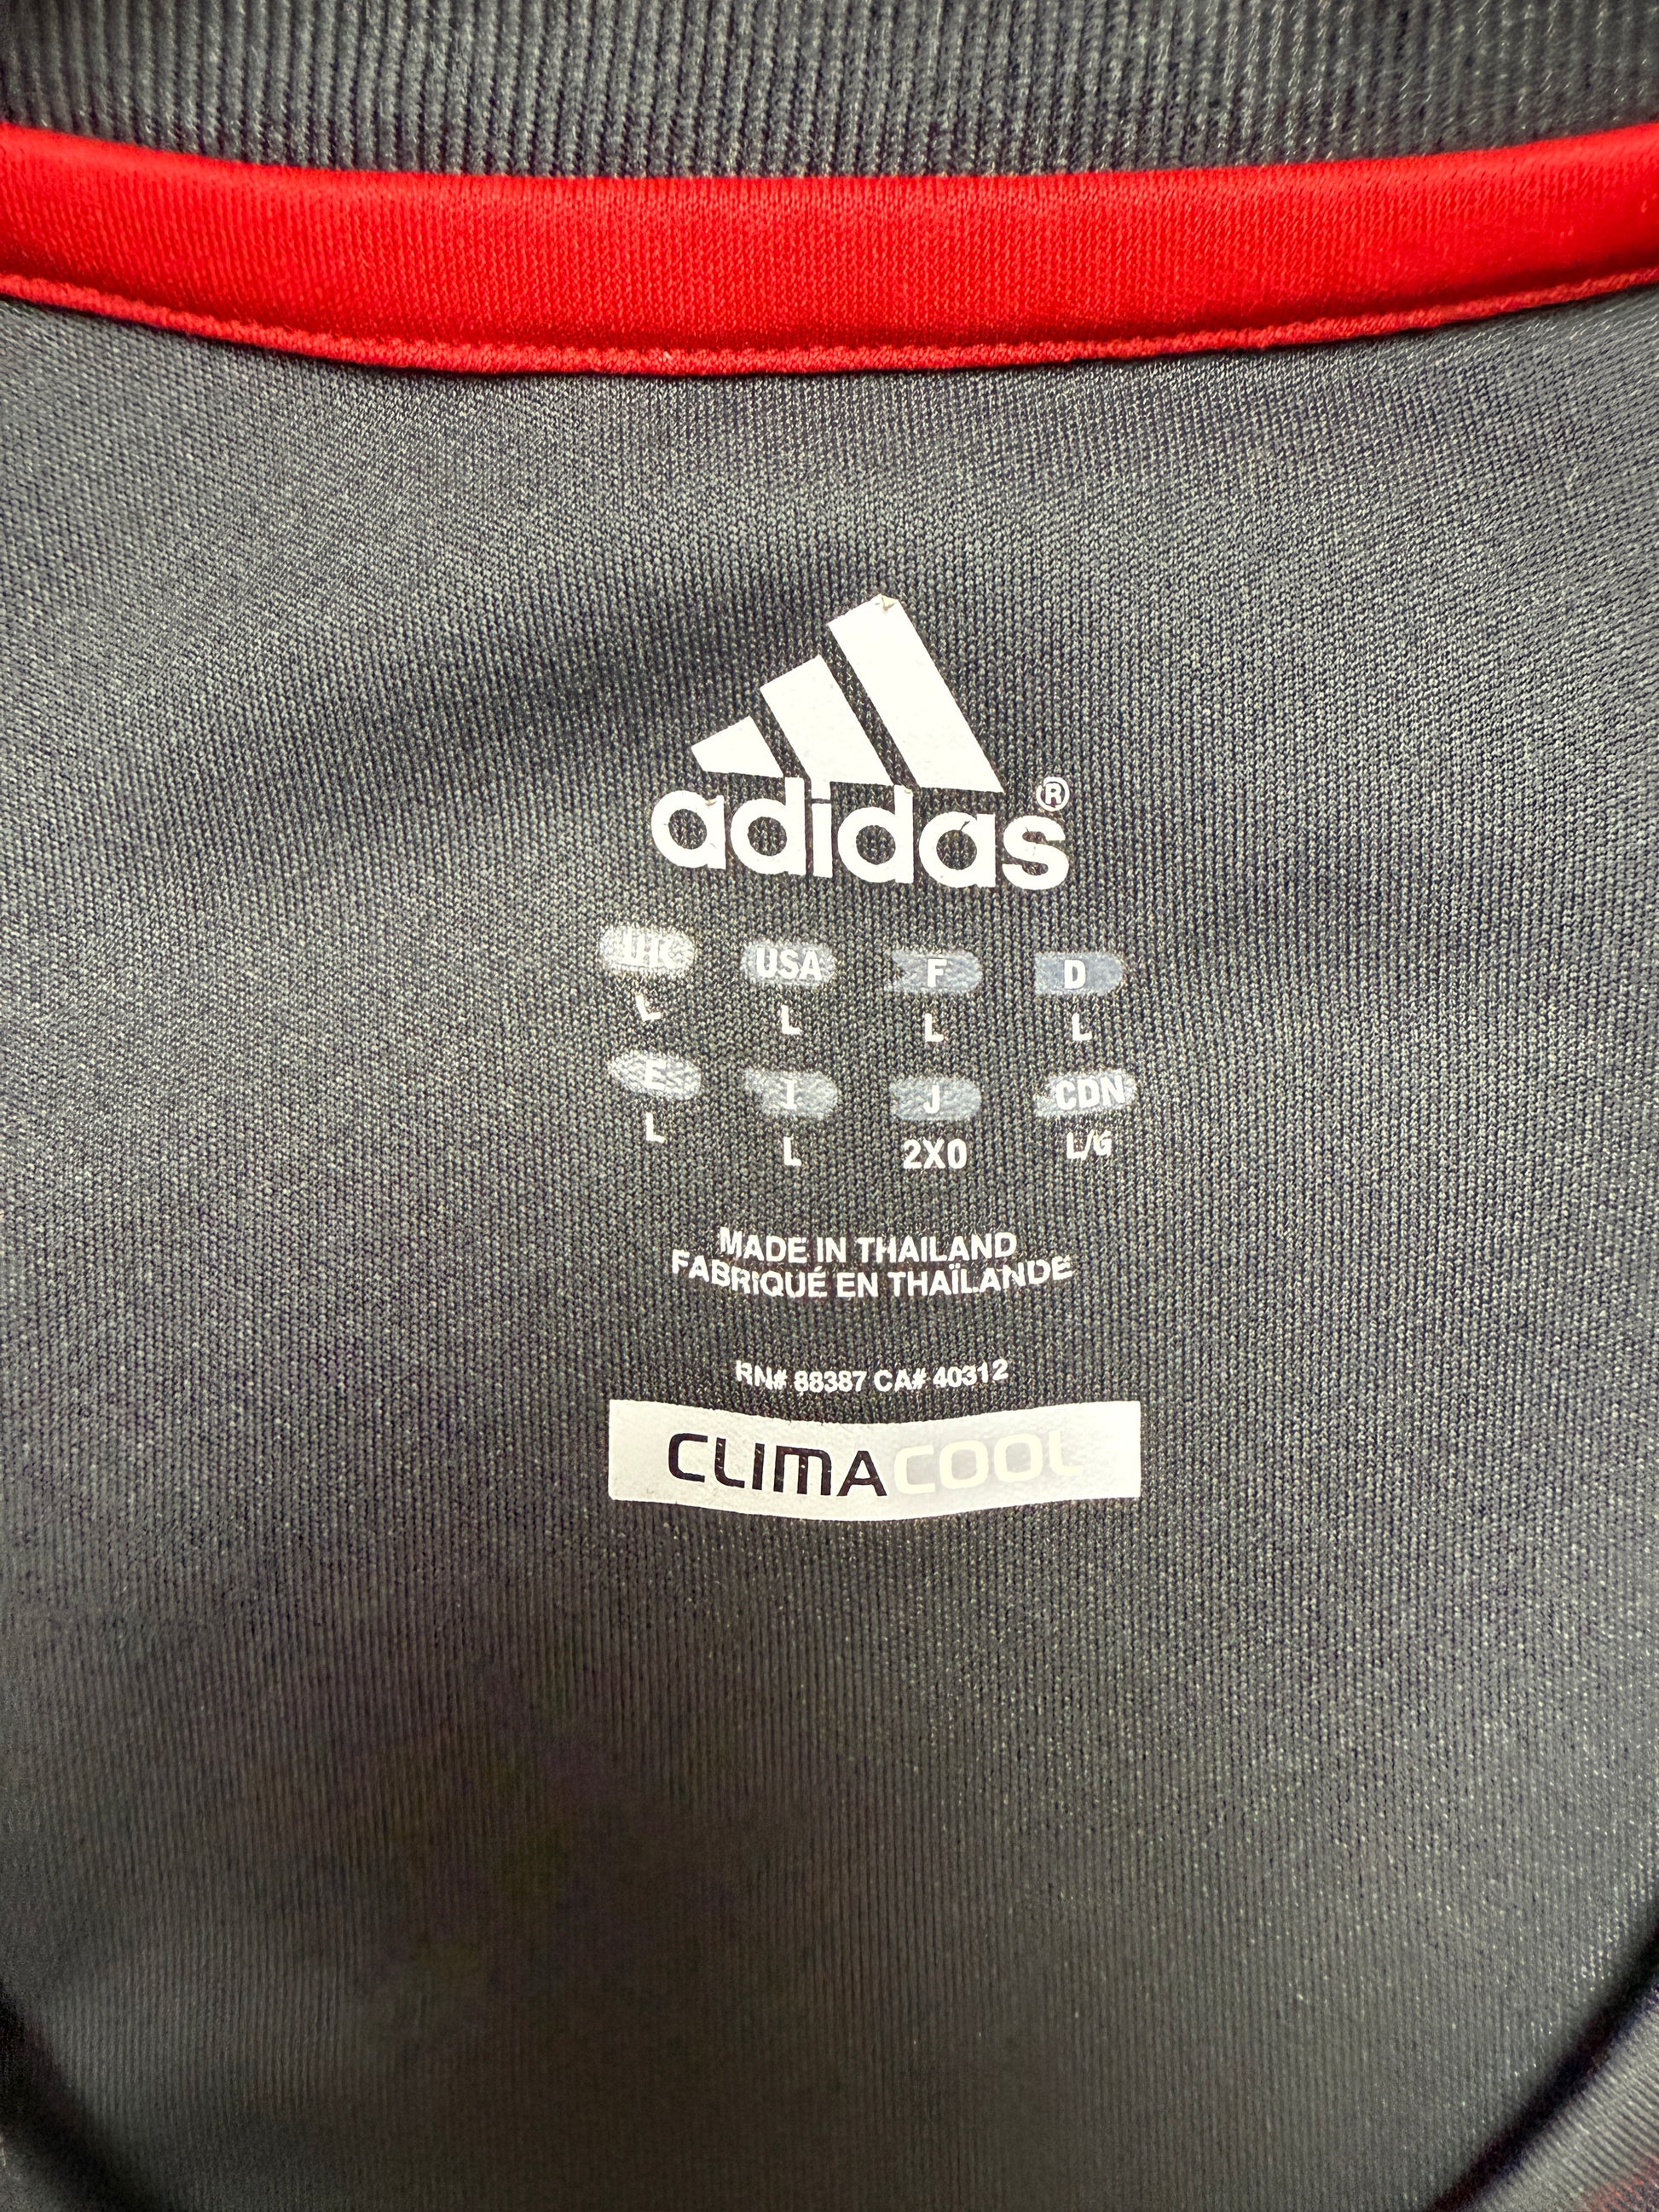 adidas®
UK USA F D
L L L L
E I J CDN
L L 2XO L/G
MADE IN THAILAND
FABRIQUÉ EN THAÏLANDE
RN# 88387 CA# 40312
CLIMACOOL